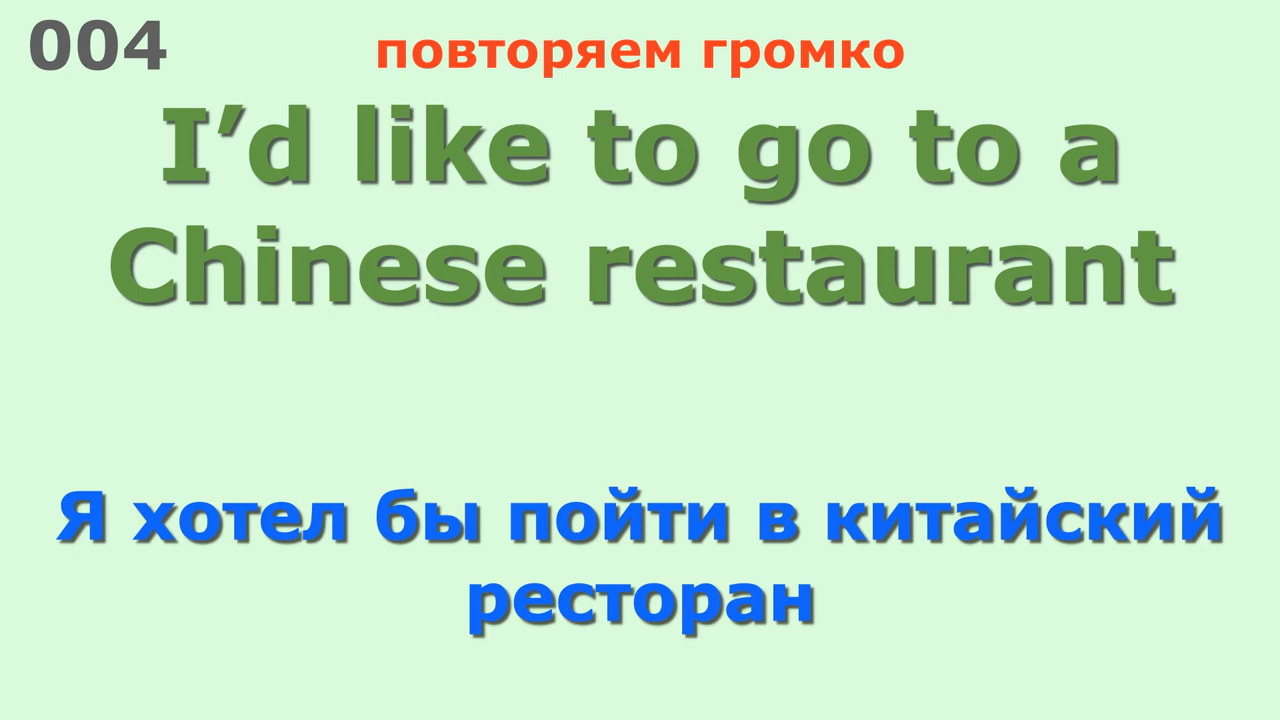 004
повторяем громко
I’d like to go to a
Chinese restaurant
Я хотел бы пойти в китайский
ресторан